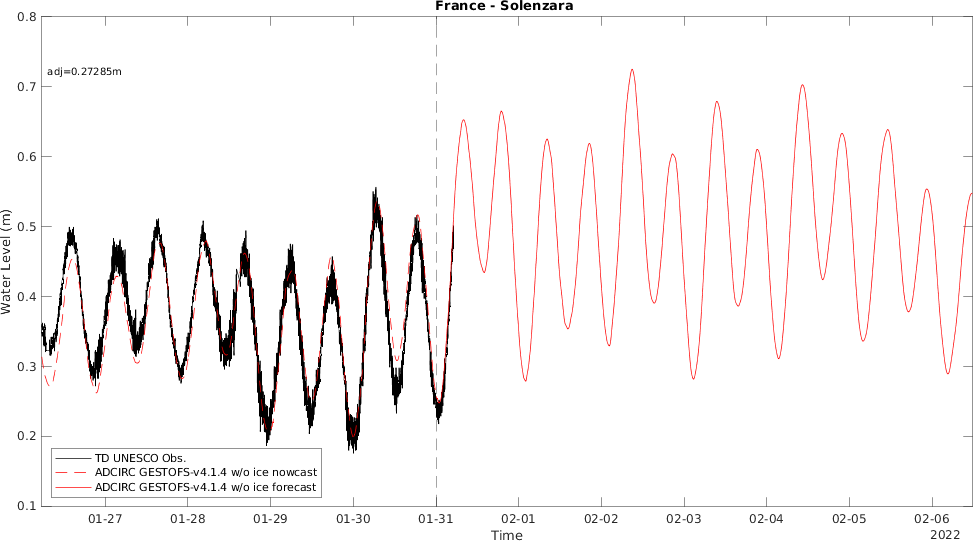 France - Solenzara
adj=0.27285m
Water Level (m)
0.8
0.7
0.6
0.5
0.4
0.3
0.2
0.1
TD UNESCO Obs.
ADCIRC GESTOFS-v4.1.4 w/o ice nowcast
ADCIRC GESTOFS-v4.1.4 w/o ice forecast
01-27 01-28 01-29 01-30 01-31 02-01 02-02 02-03 02-04 02-05 02-06
2022
Time